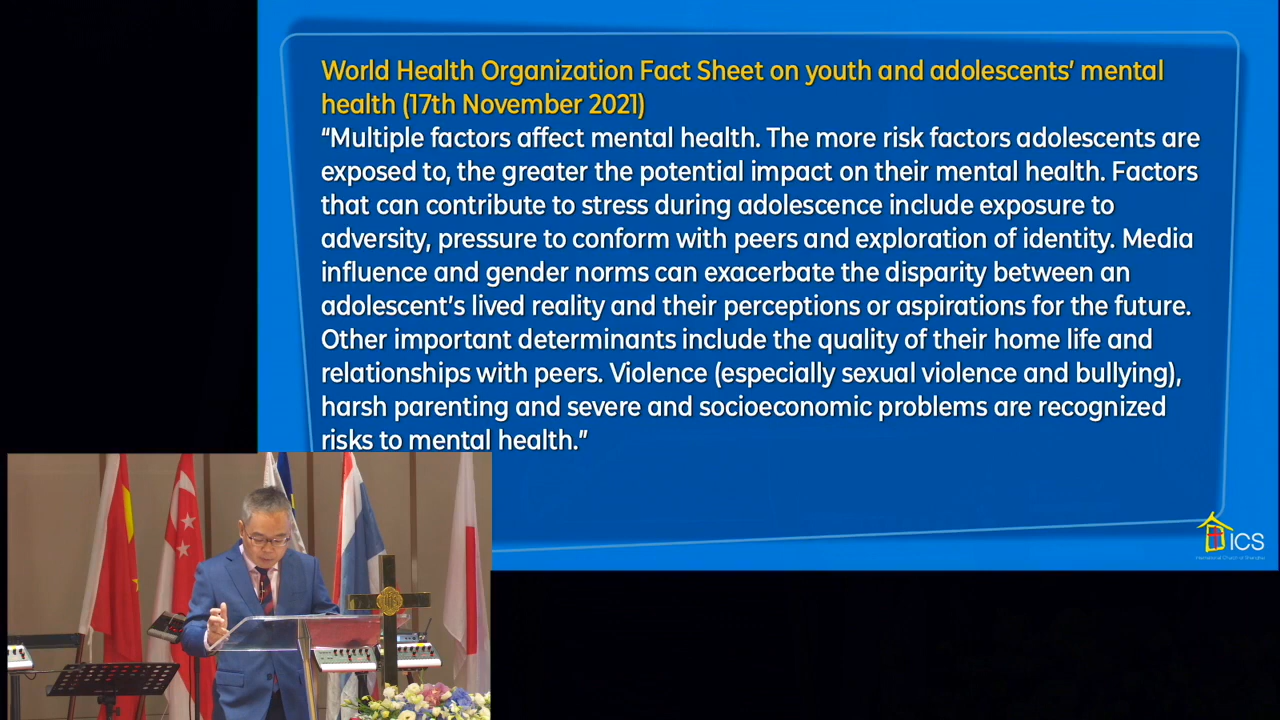 World Health Organization Fact Sheet on youth and adolescents’ mental
health (17th November 2021)
“Multiple factors affect mental health. The more risk factors adolescents are
exposed to, the greater the potential impact on their mental health. Factors
that can contribute to stress during adolescence include exposure to
adversity, pressure to conform with peers and exploration of identity. Media
influence and gender norms can exacerbate the disparity between an
adolescent’s lived reality and their perceptions or aspirations for the future.
Other important determinants include the quality of their home life and
relationships with peers. Violence (especially sexual violence and bullying),
harsh parenting and severe and socioeconomic problems are recognized
risks to mental health.”
ICS